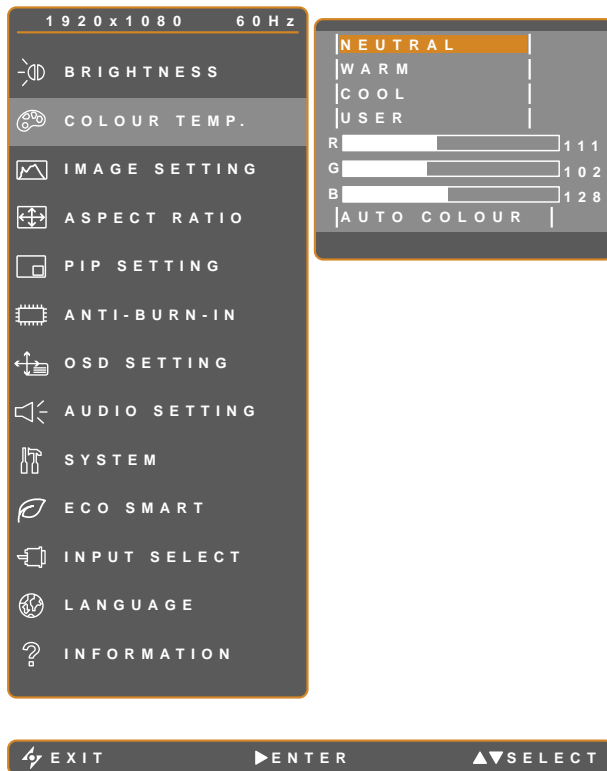 1920x1080 60Hz
BRIGHTNESS
COLOUR TEMP.
IMAGE SETTING
ASPECT RATIO
PIP SETTING
ANTI-BURN-IN
OSD SETTING
AUDIO SETTING
SYSTEM
ECO SMART
INPUT SELECT
LANGUAGE
INFORMATION
NEUTRAL
WARM
COOL
USER
R 111
G 102
B 128
AUTO COLOUR
EXIT ▶ENTER ▲▼SELECT